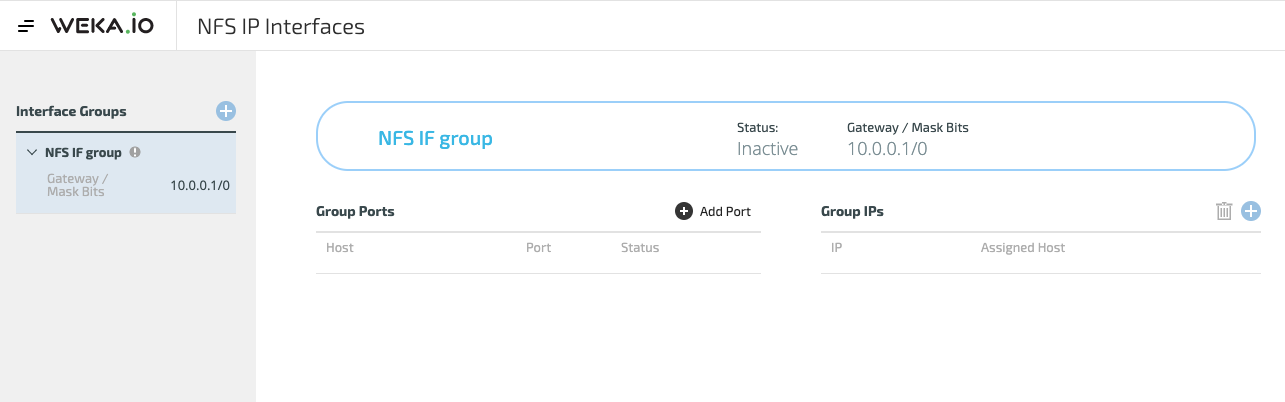 WEKA.IO
NFS IP Interfaces
Interface Groups
NFS IF group
Gateway /
Mask Bits
10.0.0.1/0
NFS IF group
Status:
Inactive
Gateway / Mask Bits
10.0.0.1/0
Group Ports
Add Port
Host
Port
Status
Group IPs
IP
Assigned Host